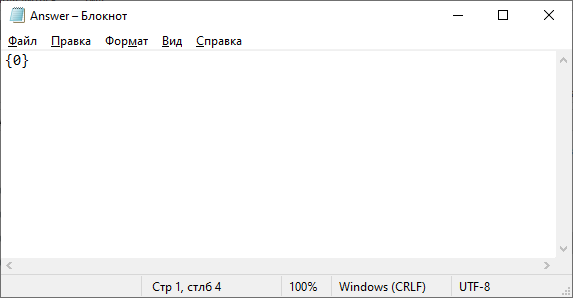 Answer – Блокнот
Файл Правка Формат Вид Справка
{0}
Стр 1, стлб 4 100% Windows (CRLF) UTF-8